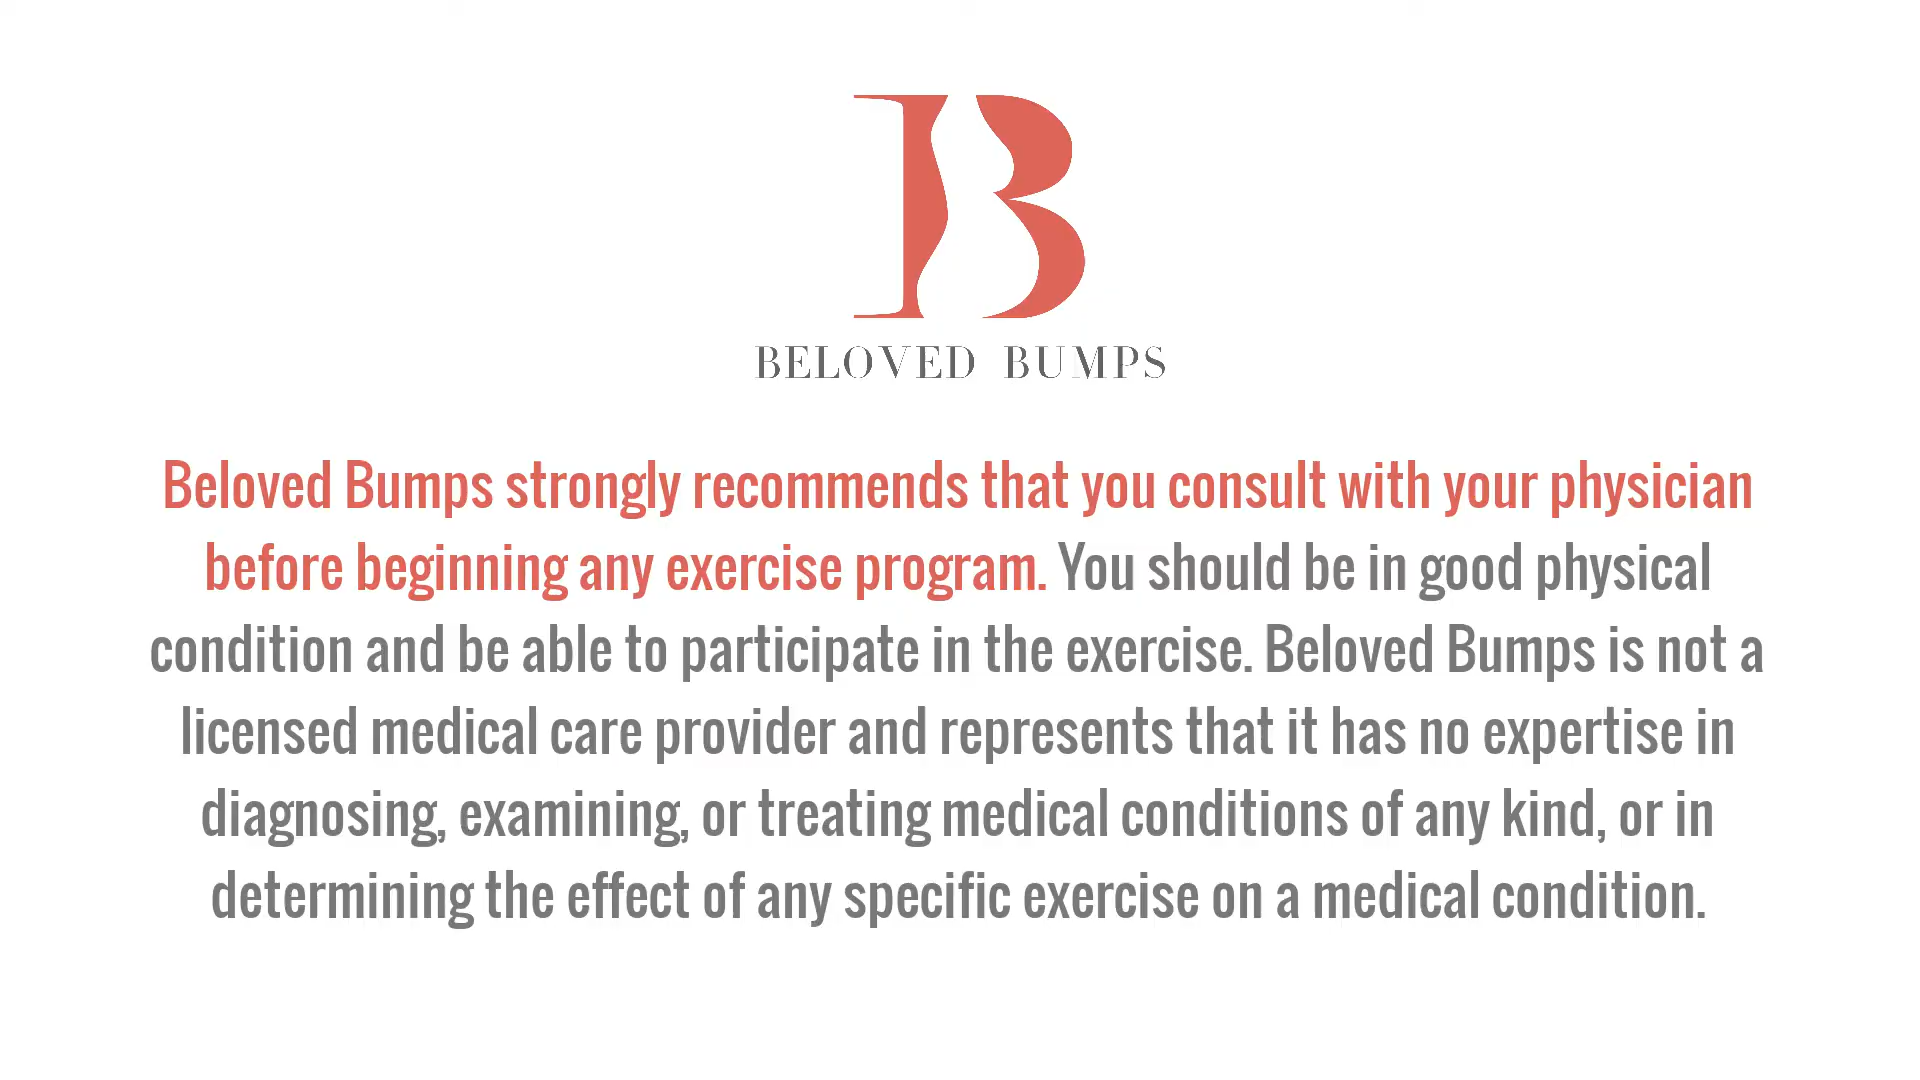 B
BELOVED BUMPS
Beloved Bumps strongly recommends that you consult with your physician
before beginning any exercise program. You should be in good physical
condition and be able to participate in the exercise. Beloved Bumps is not a
licensed medical care provider and represents that it has no expertise in
diagnosing, examining, or treating medical conditions of any kind, or in
determining the effect of any specific exercise on a medical condition.